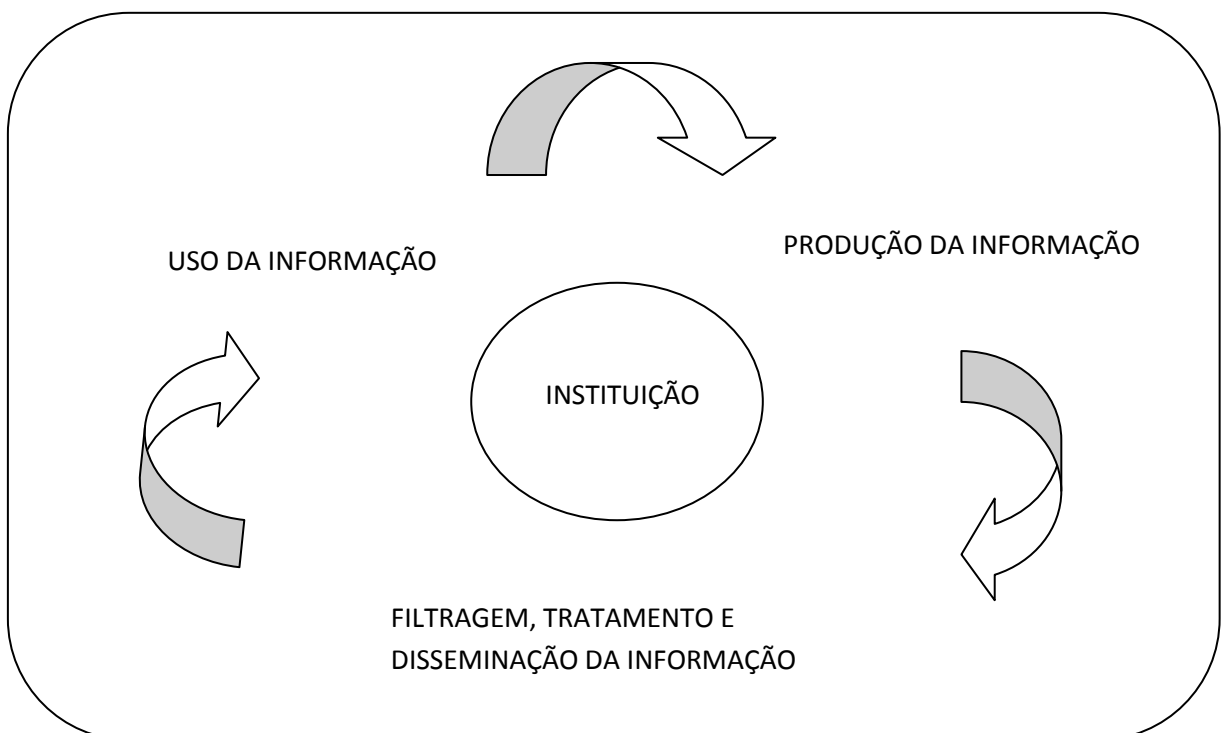 USO DA INFORMAÇÃO
PRODUÇÃO DA INFORMAÇÃO
INSTITUIÇÃO
FILTRAGEM, TRATAMENTO E
DISSEMINAÇÃO DA INFORMAÇÃO